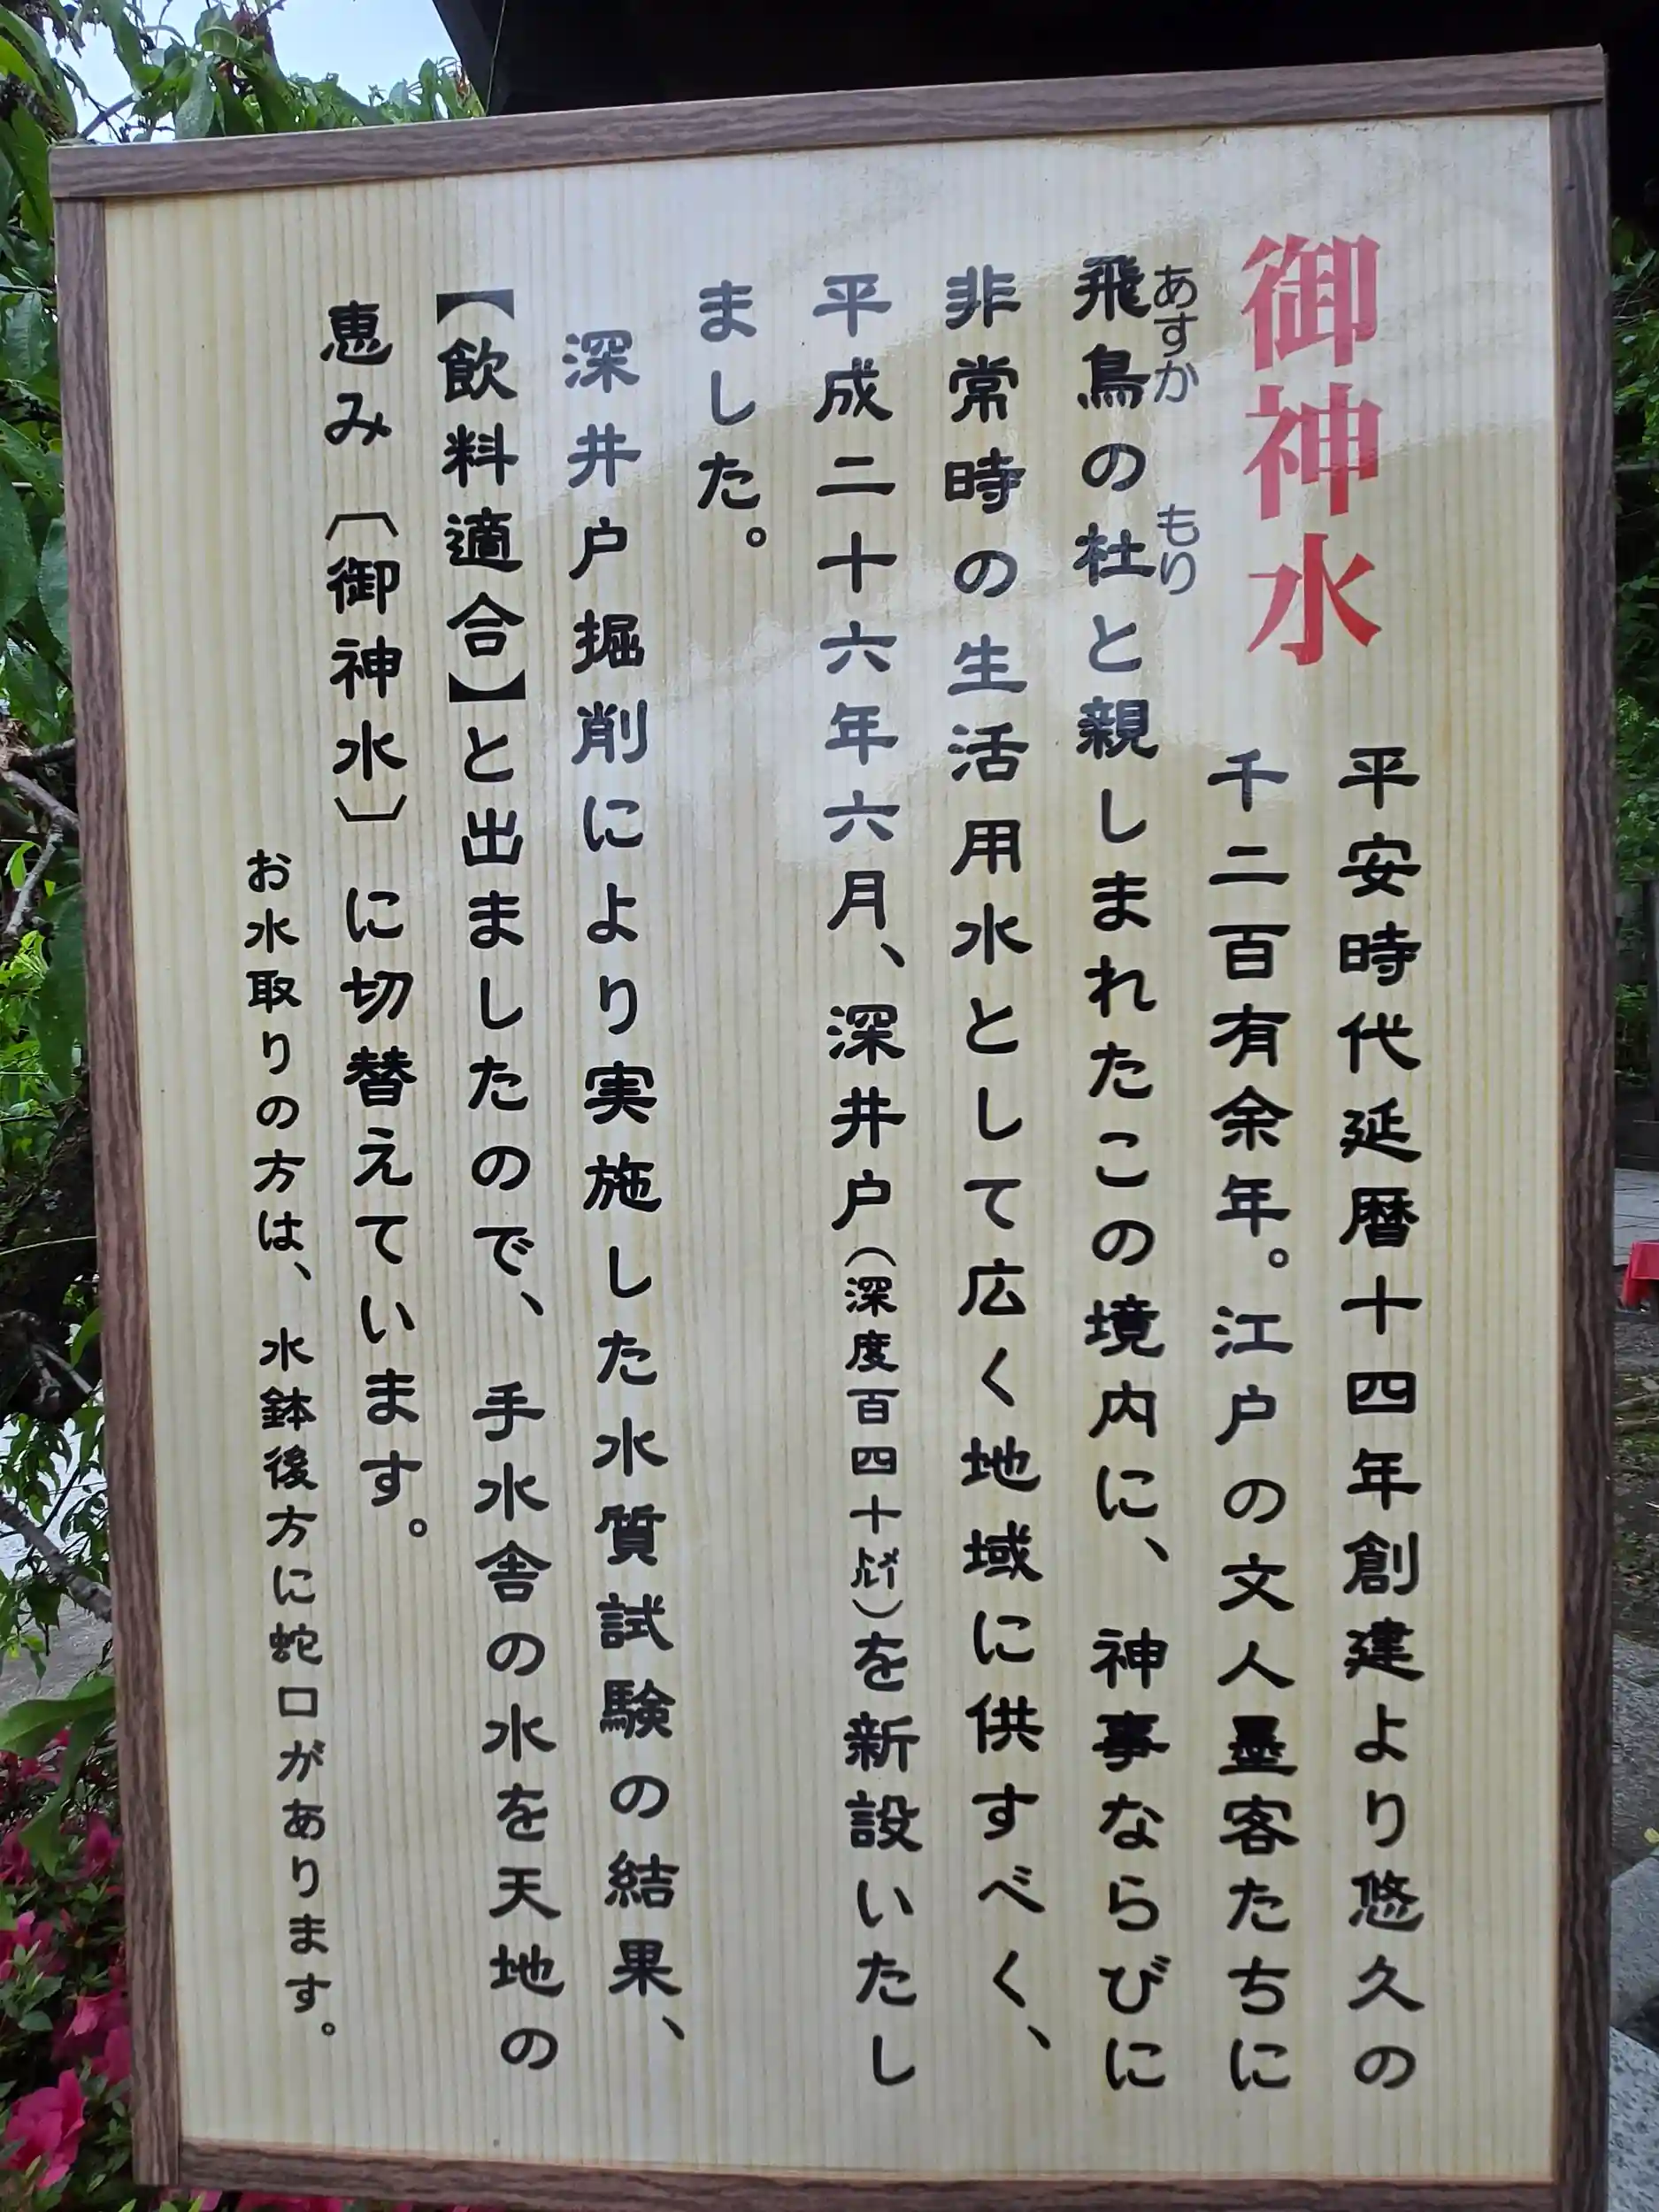 御神水
平安時代延暦十四年創建より悠久の
千二百有余年。江戸の文人墨客たちに
飛鳥の杜と親しまれたこの境内に、神事ならびに
あすか もり
非常時の生活用水として広く地域に供すべく、
平成二十六年六月、深井戸(深度百四十㍍)を新設いたし
ました。
深井戸掘削により実施した水質試験の結果、
【飲料適合】と出ましたので、手水舎の水を天地の
恵み〔御神水〕に切替えています。
お水取りの方は、水鉢後方に蛇口があります。